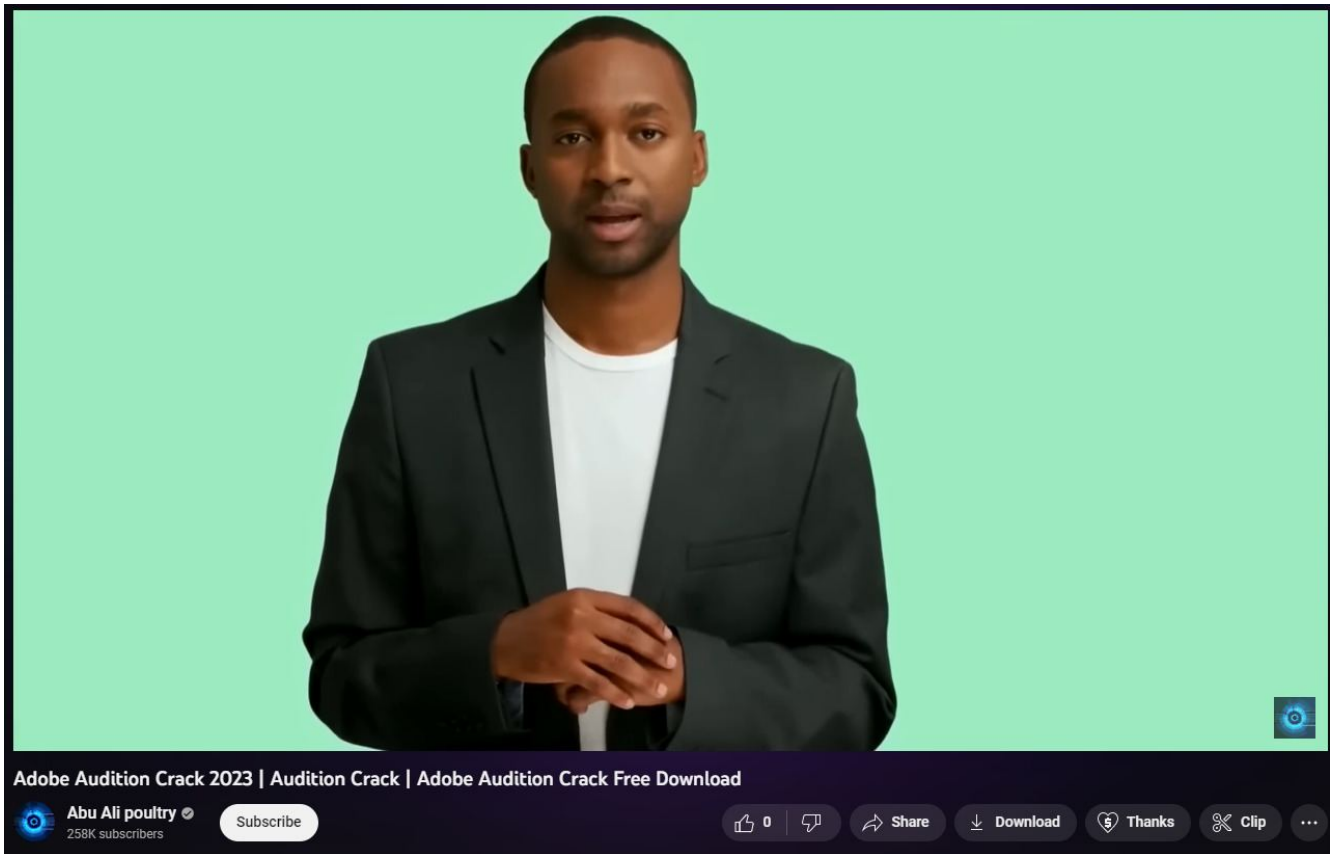 Adobe Audition Crack 2023 | Audition Crack | Adobe Audition Crack Free Download
Abu Ali poultry
258K subscribers
Subscribe
0
Share
Download
Thanks
Clip